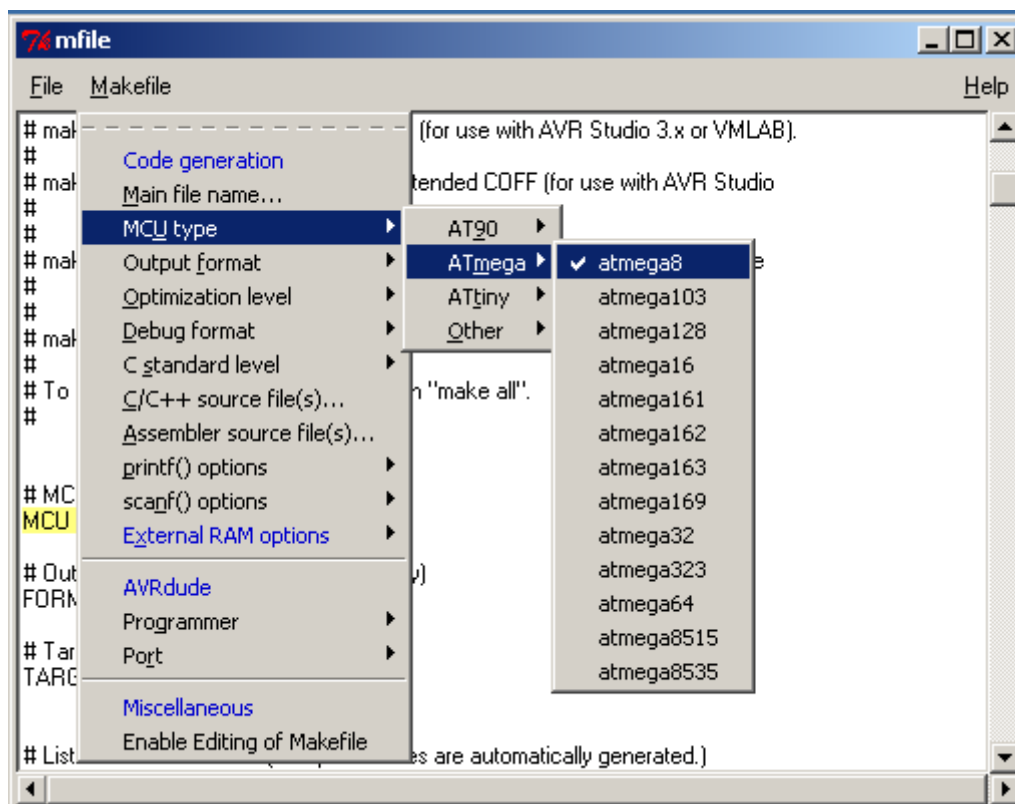 mfile
File Makefile Help
# mak (for use with AVR Studio 3.x or VMLAB).
#
# mak tended COFF (for use with AVR Studio
#
#
# mak e
#
#
# mak
#
# To n "make all".
#
# MC
MCU
# Out y)
FORM
# Tar
TARG
# List es are automatically generated.)
Code generation
Main file name...
MCU type
Output format
Optimization level
Debug format
C standard level
C/C++ source file(s)...
Assembler source file(s)...
printf() options
scanf() options
External RAM options
AVRdude
Programmer
Port
Miscellaneous
Enable Editing of Makefile
AT90
ATmega
ATtiny
Other
atmega8
atmega103
atmega128
atmega16
atmega161
atmega162
atmega163
atmega169
atmega32
atmega323
atmega64
atmega8515
atmega8535